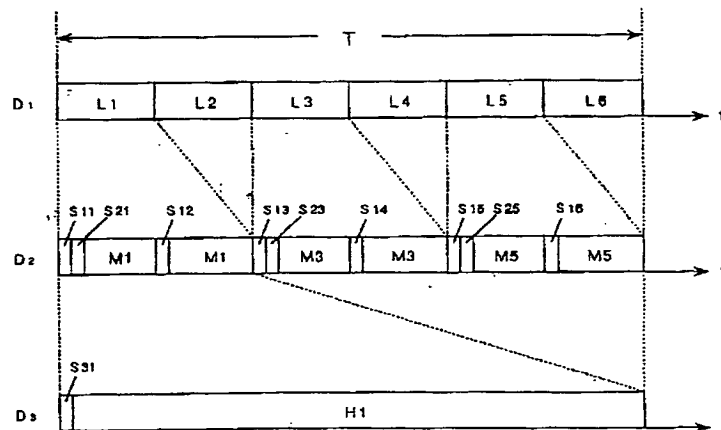 T
D1 L1 L2 L3 L4 L5 L6 t
S11 S21 S12 S13 S23 S14 S15 S25 S16
D2 M1 M1 M3 M3 M5 M5
S31
D3 H1